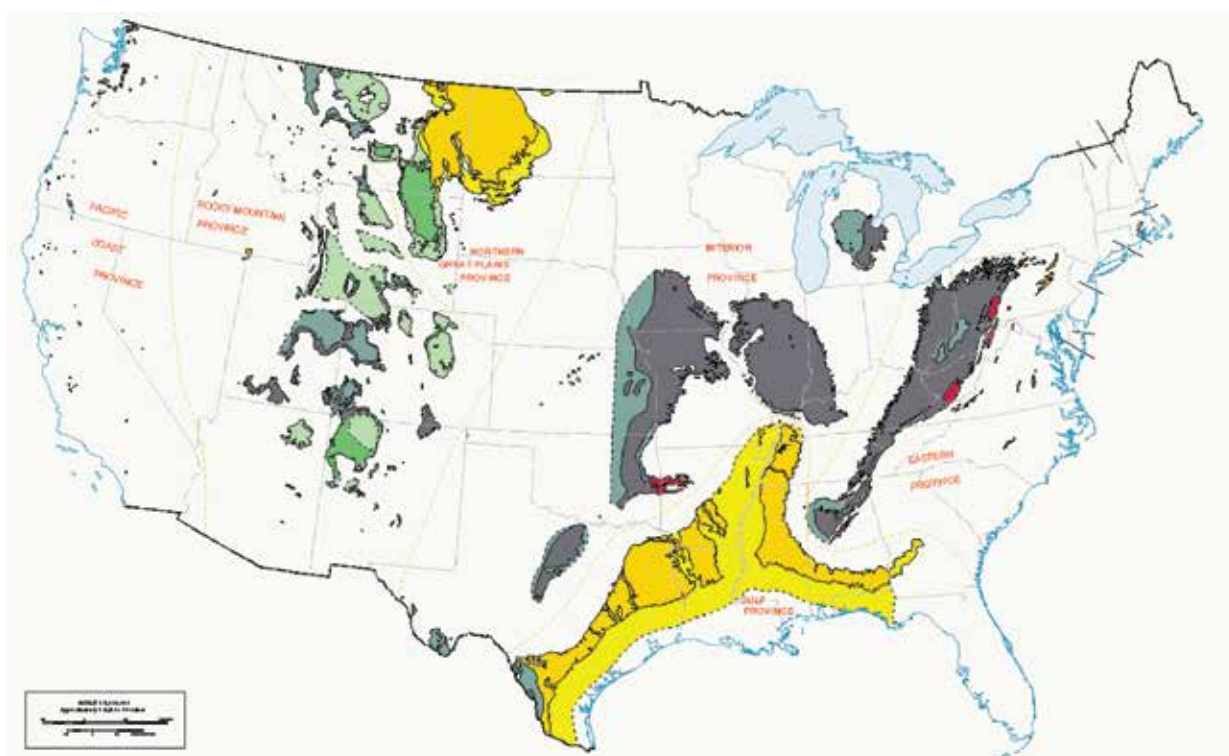 PACIFIC
COAST
PROVINCE
ROCKY MOUNTAIN
PROVINCE
NORTHERN
GREAT PLAINS
PROVINCE
INTERIOR
PROVINCE
EASTERN
PROVINCE
GULF
PROVINCE